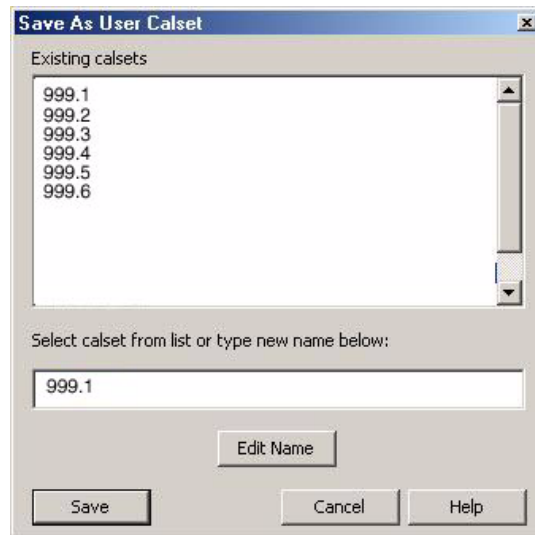 Save As User Calset
Existing calsets
999.1
999.2
999.3
999.4
999.5
999.6
Select calset from list or type new name below:
999.1
Edit Name
Save Cancel Help